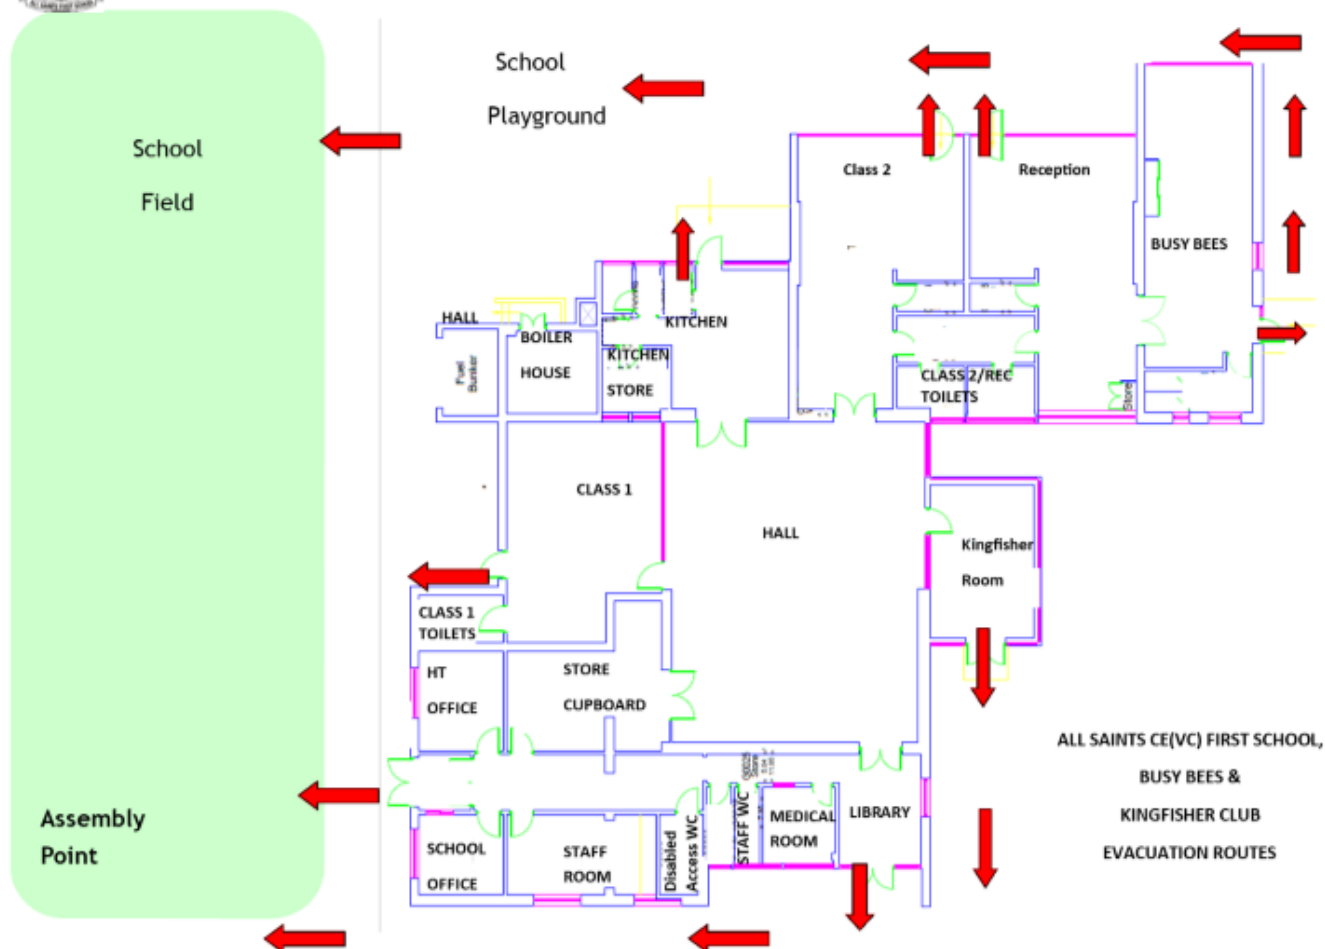 School
Playground
School
Field
Class 2
Reception
BUSY BEES
HALL
BOILER
HOUSE
Fuel
Bunker
KITCHEN
KITCHEN
STORE
CLASS 2/REC
TOILETS
Store
CLASS 1
HALL
Kingfisher
Room
CLASS 1
TOILETS
HT
OFFICE
STORE
CUPBOARD
ALL SAINTS CE(VC) FIRST SCHOOL,
BUSY BEES &
KINGFISHER CLUB
EVACUATION ROUTES
Assembly
Point
SCHOOL
OFFICE
STAFF
ROOM
Disabled
Access WC
STAFF WC
Store
MEDICAL
ROOM
LIBRARY